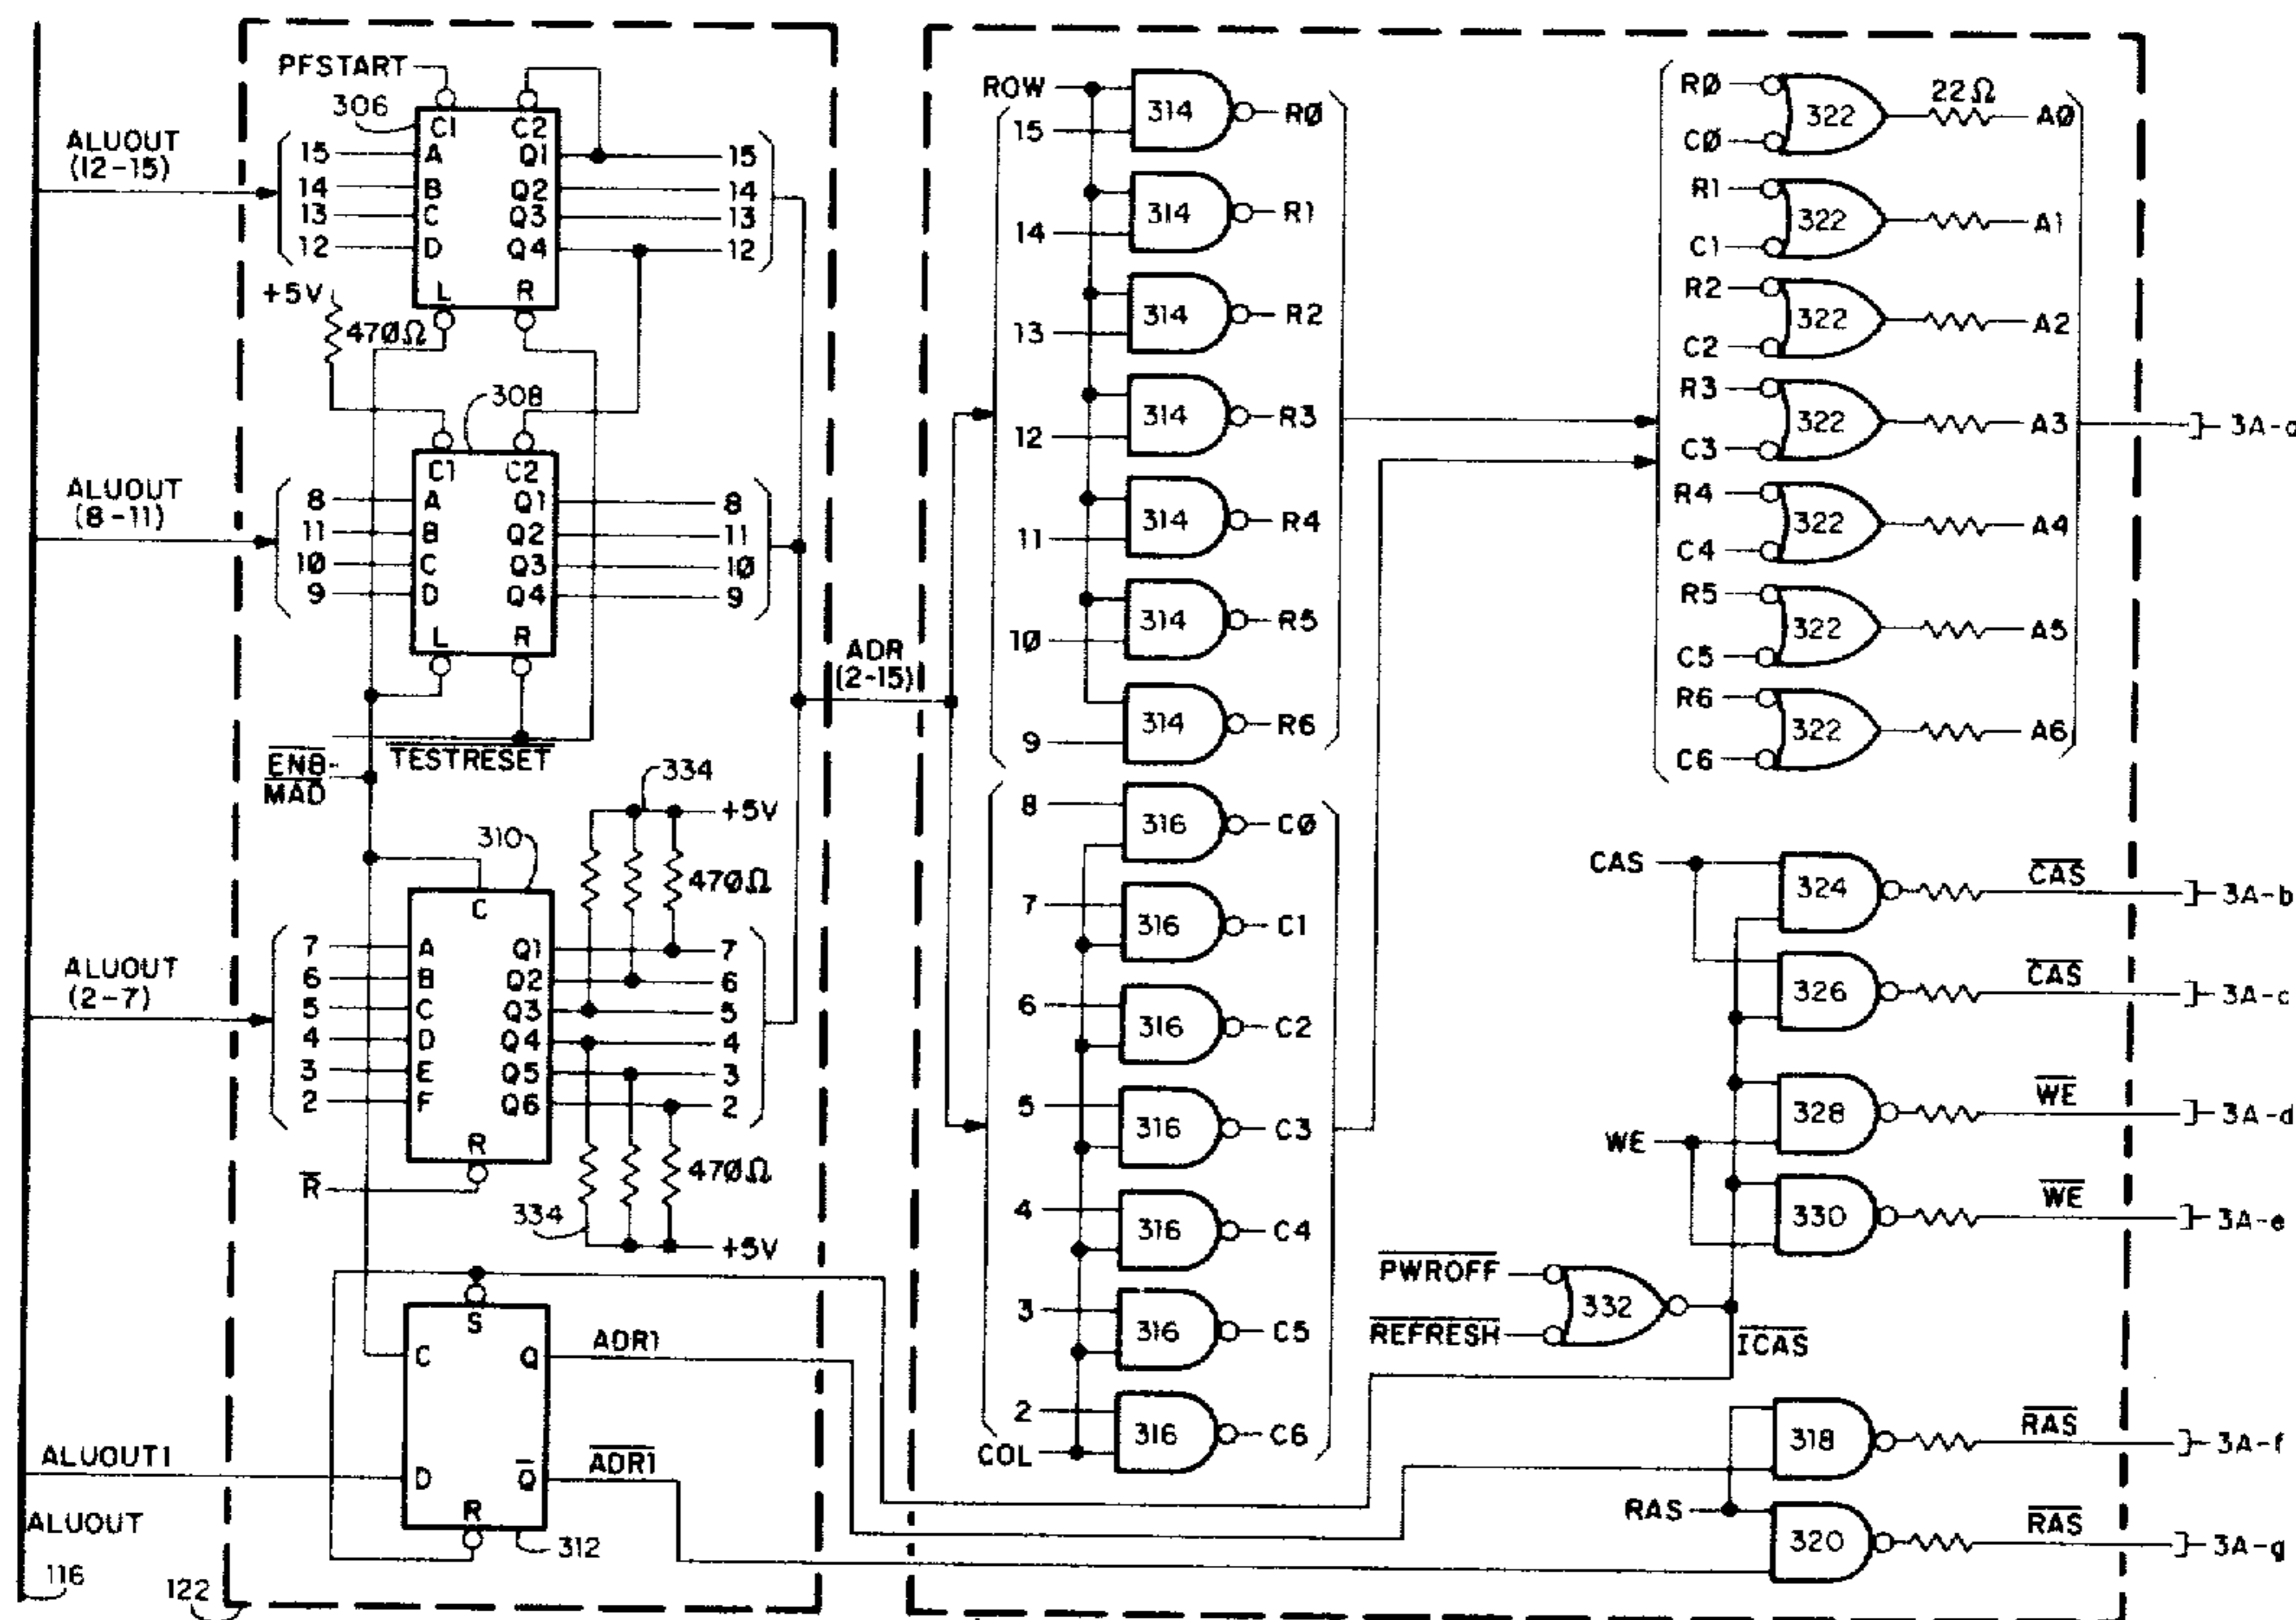 PFSTART
306
C1 C2
ALUOUT
(12-15)
15 A Q1 15
14 B Q2 14
13 C Q3 13
12 D Q4 12
L R
+5V
470Ω
308
C1 C2
ALUOUT
(8-11)
8 A Q1 8
11 B Q2 11
10 C Q3 10
9 D Q4 9
L R
TESTRESET
ENB-
MAD
334
+5V
310
470Ω
C
ALUOUT
(2-7)
7 A Q1 7
6 B Q2 6
5 C Q3 5
4 D Q4 4
3 E Q5 3
2 F Q6 2
R
R̅
470Ω
334
+5V
S
C Q ADR1
ALUOUT1
D Q̅ ADR1
R
312
ALUOUT
116
122
ADR
(2-15)
ROW
15 314 R0
14 314 R1
13 314 R2
12 314 R3
11 314 R4
10 314 R5
9 314 R6
8 316 C0
7 316 C1
6 316 C2
5 316 C3
4 316 C4
3 316 C5
2 316 C6
COL
R0 22Ω
322 A0
C0
R1
322 A1
C1
R2
322 A2
C2
R3
322 A3
C3
R4
322 A4
C4
R5
322 A5
C5
R6
322 A6
C6
CAS
324 CAS 3A-b
326 CAS 3A-c
328 WE 3A-d
WE
330 WE 3A-e
PWROFF
332
REFRESH
ICAS
318 RAS 3A-f
RAS
320 RAS 3A-g